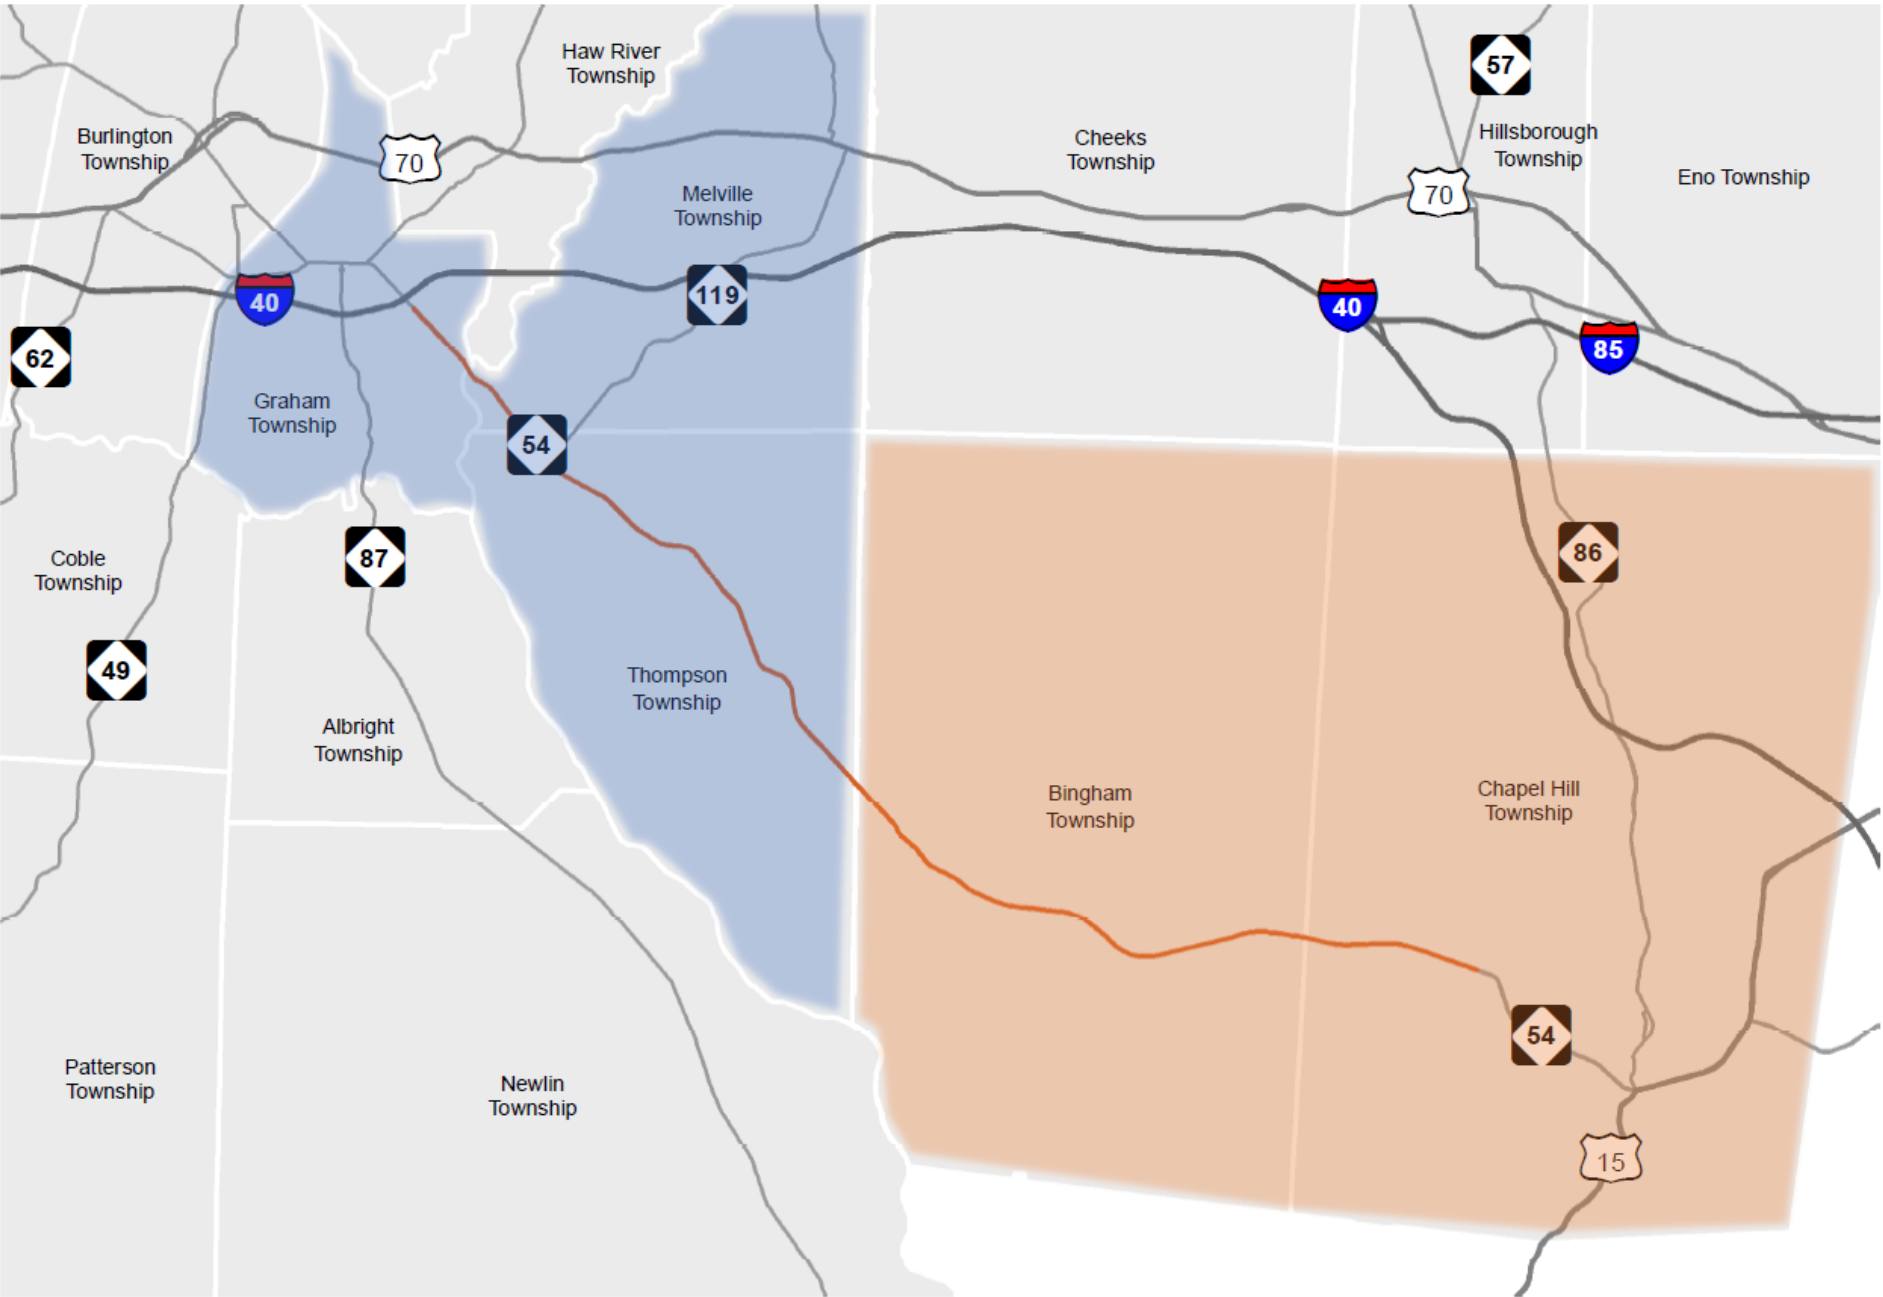 Haw River
Township
57
Burlington
Township
70
Cheeks
Township
Hillsborough
Township
Eno Township
70
Melville
Township
40
119
40
85
62
Graham
Township
54
86
87
Coble
Township
49
Thompson
Township
Albright
Township
Bingham
Township
Chapel Hill
Township
54
Patterson
Township
Newlin
Township
15